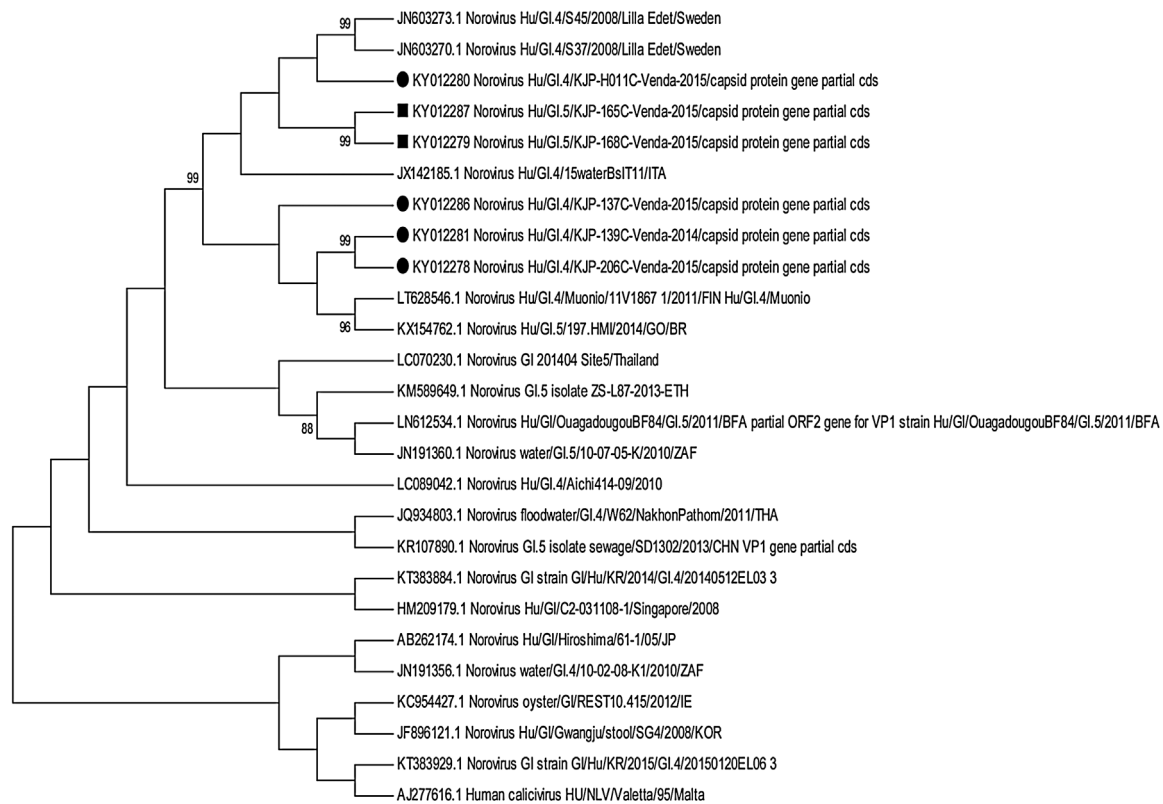 99
JN603273.1 Norovirus Hu/GI.4/S45/2008/Lilla Edet/Sweden
JN603270.1 Norovirus Hu/GI.4/S37/2008/Lilla Edet/Sweden
KY012280 Norovirus Hu/GI.4/KJP-H011C-Venda-2015/capsid protein gene partial cds
KY012287 Norovirus Hu/GI.5/KJP-165C-Venda-2015/capsid protein gene partial cds
99
KY012279 Norovirus Hu/GI.5/KJP-168C-Venda-2015/capsid protein gene partial cds
JX142185.1 Norovirus Hu/GI.4/15waterBsIT11/ITA
99
KY012286 Norovirus Hu/GI.4/KJP-137C-Venda-2015/capsid protein gene partial cds
99
KY012281 Norovirus Hu/GI.4/KJP-139C-Venda-2014/capsid protein gene partial cds
KY012278 Norovirus Hu/GI.4/KJP-206C-Venda-2015/capsid protein gene partial cds
LT628546.1 Norovirus Hu/GI.4/Muonio/11V1867 1/2011/FIN Hu/GI.4/Muonio
96
KX154762.1 Norovirus Hu/GI.5/197.HMI/2014/GO/BR
LC070230.1 Norovirus GI 201404 Site5/Thailand
KM589649.1 Norovirus GI.5 isolate ZS-L87-2013-ETH
88
LN612534.1 Norovirus Hu/GI/OuagadougouBF84/GI.5/2011/BFA partial ORF2 gene for VP1 strain Hu/GI/OuagadougouBF84/GI.5/2011/BFA
JN191360.1 Norovirus water/GI.5/10-07-05-K/2010/ZAF
LC089042.1 Norovirus Hu/GI.4/Aichi414-09/2010
JQ934803.1 Norovirus floodwater/GI.4/W62/NakhonPathom/2011/THA
KR107890.1 Norovirus GI.5 isolate sewage/SD1302/2013/CHN VP1 gene partial cds
KT383884.1 Norovirus GI strain GI/Hu/KR/2014/GI.4/20140512EL03 3
HM209179.1 Norovirus Hu/GI/C2-031108-1/Singapore/2008
AB262174.1 Norovirus Hu/GI/Hiroshima/61-1/05/JP
JN191356.1 Norovirus water/GI.4/10-02-08-K1/2010/ZAF
KC954427.1 Norovirus oyster/GI/REST10.415/2012/IE
JF896121.1 Norovirus Hu/GI/Gwangju/stool/SG4/2008/KOR
KT383929.1 Norovirus GI strain GI/Hu/KR/2015/GI.4/20150120EL06 3
AJ277616.1 Human calicivirus HU/NLV/Valetta/95/Malta